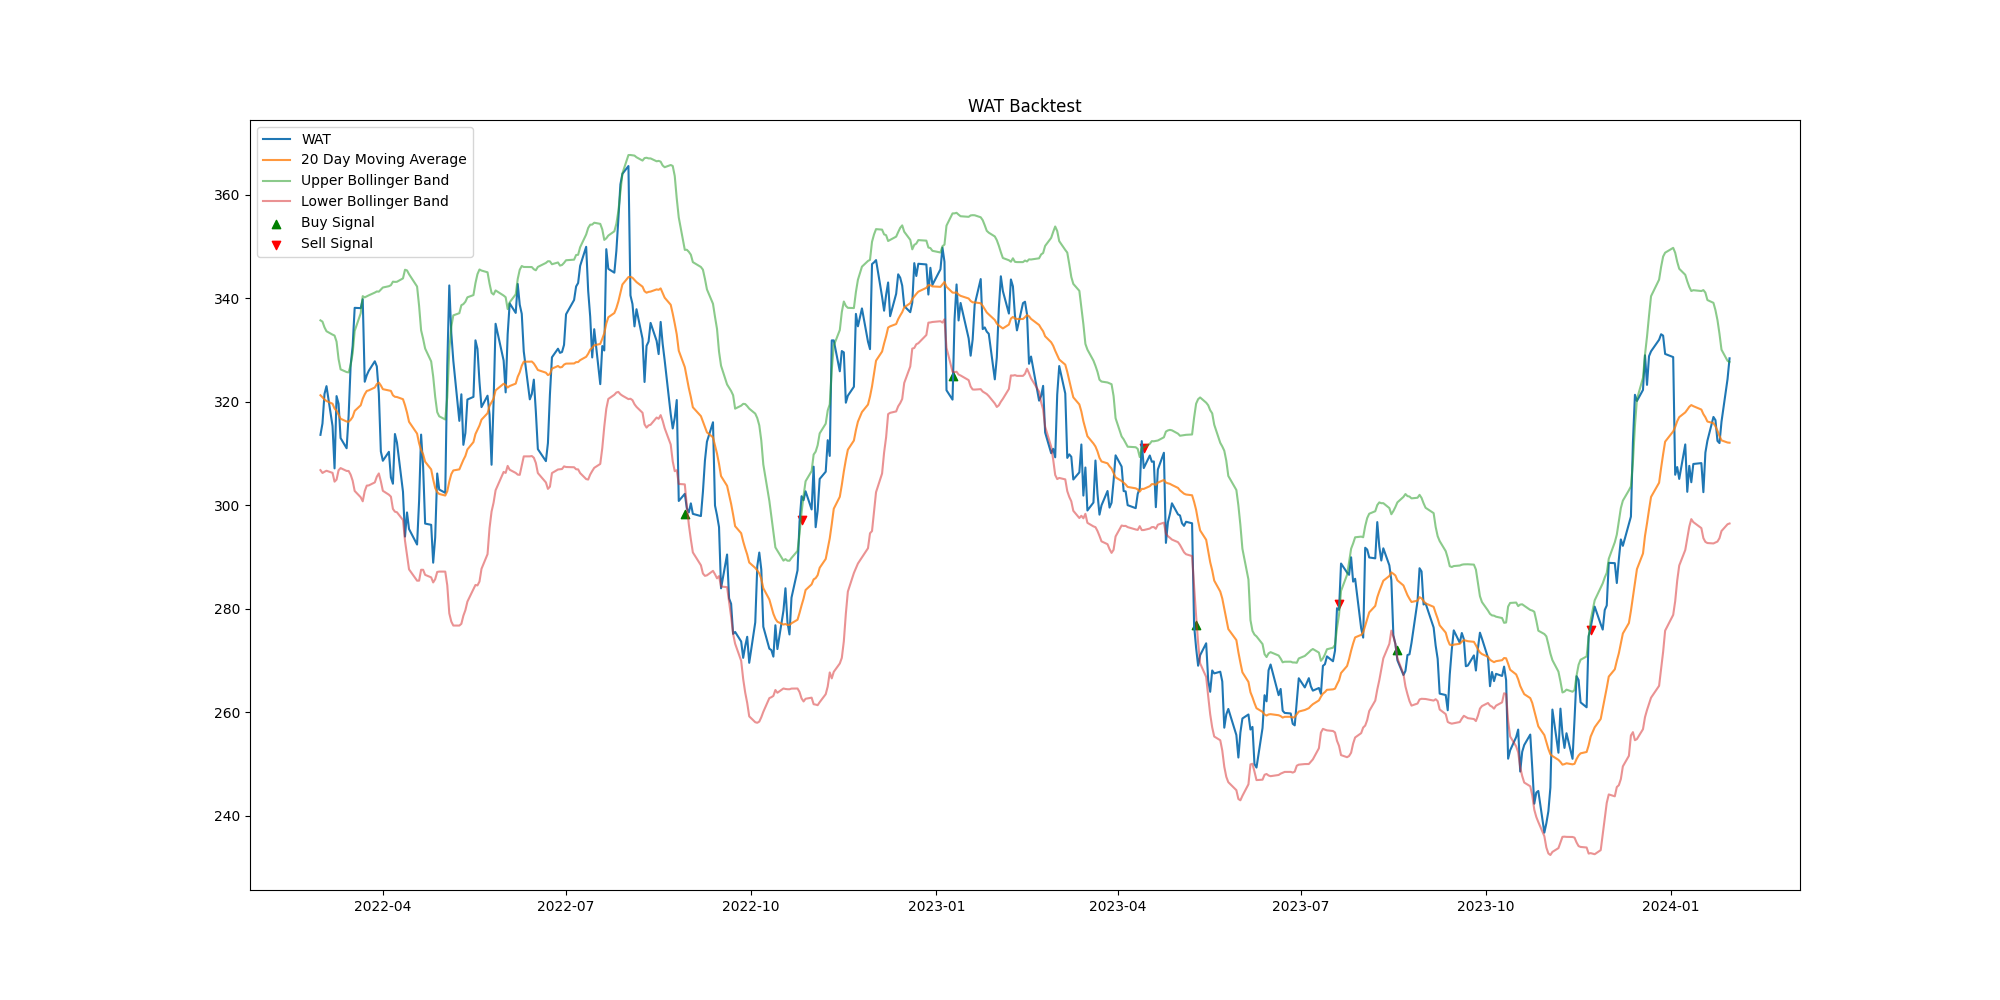 WAT Backtest
WAT
20 Day Moving Average
Upper Bollinger Band
Lower Bollinger Band
Buy Signal
Sell Signal
360
340
320
300
280
260
240
2022-04 2022-07 2022-10 2023-01 2023-04 2023-07 2023-10 2024-01